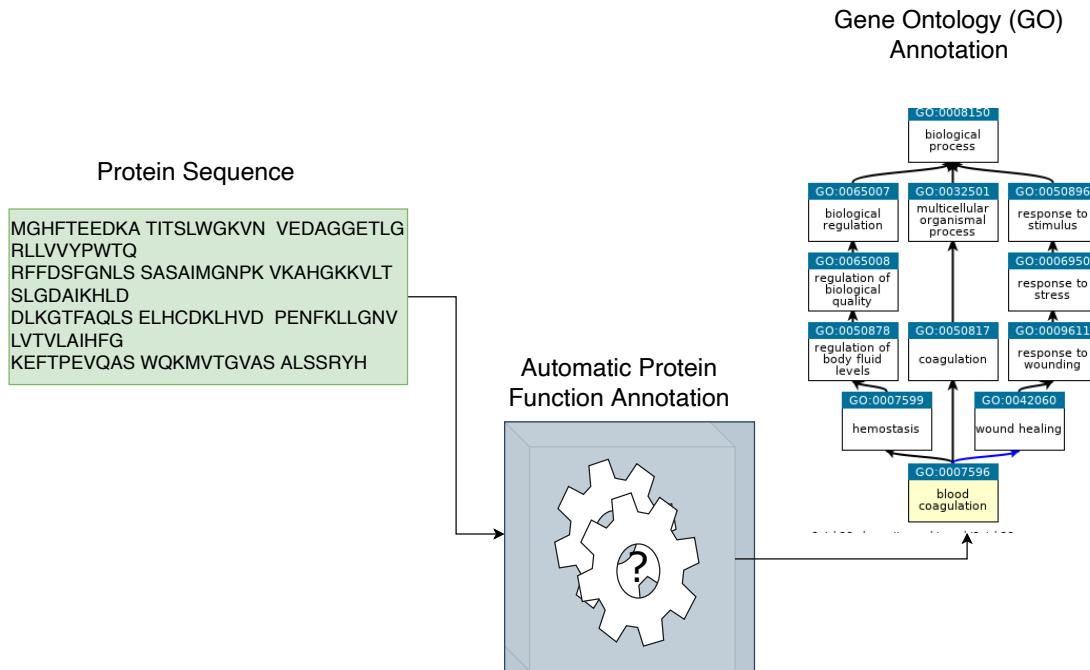 Gene Ontology (GO)
Annotation
Protein Sequence
MGHFTEEDKA TITSLWGKVN VEDAGGETLG
RLLVVYPWTQ
RFFDSFGNLS SASAIMGNPK VKAHGKKVLT
SLGDAIKHLD
DLKGTFAQLS ELHCDKLHVD PENFKLLGNV
LVTVLAIHFG
KEFTPEVQAS WQKMVTGVAS ALSSRYH
Automatic Protein
Function Annotation
?
GO:0008150
biological
process
GO:0065007
biological
regulation
GO:0032501
multicellular
organismal
process
GO:0050896
response to
stimulus
GO:0065008
regulation of
biological
quality
GO:0006950
response to
stress
GO:0050878
regulation of
body fluid
levels
GO:0050817
coagulation
GO:0009611
response to
wounding
GO:0007599
hemostasis
GO:0042060
wound healing
GO:0007596
blood
coagulation